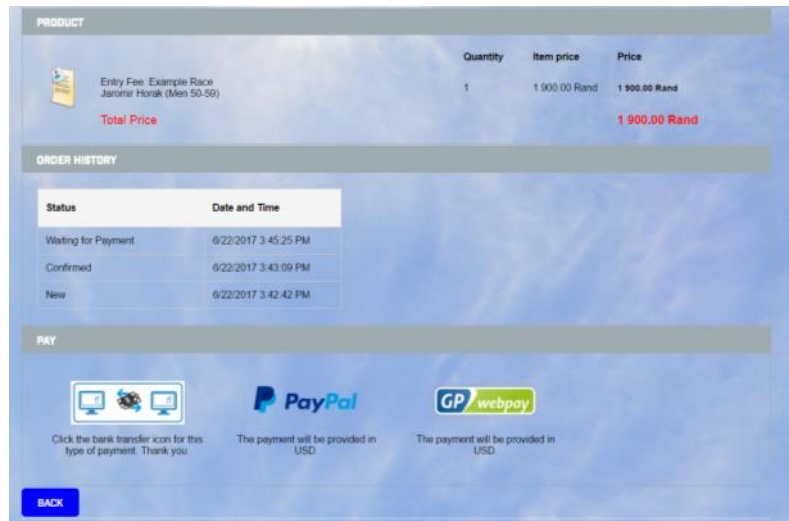 PRODUCT
Quantity Item price Price
Entry Fee Example Race
Jaromir Horak (Men 50-59)
1 1 900.00 Rand 1 900.00 Rand
Total Price 1 900.00 Rand
ORDER HISTORY
Status Date and Time
Waiting for Payment 6/22/2017 3:45:25 PM
Confirmed 6/22/2017 3:43:09 PM
New 6/22/2017 3:42:42 PM
PAY
PayPal
GP webpay
Click the bank transfer icon for this
type of payment. Thank you.
The payment will be provided in
USD.
The payment will be provided in
USD.
BACK